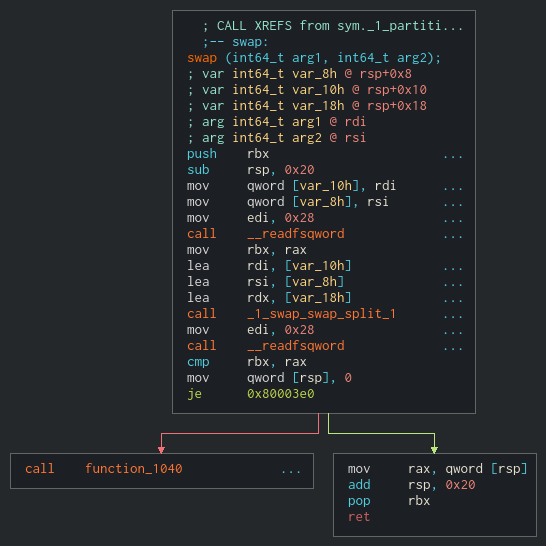 ; CALL XREFS from sym._1_partiti...
;-- swap:
swap (int64_t arg1, int64_t arg2);
; var int64_t var_8h @ rsp+0x8
; var int64_t var_10h @ rsp+0x10
; var int64_t var_18h @ rsp+0x18
; arg int64_t arg1 @ rdi
; arg int64_t arg2 @ rsi
push rbx ...
sub rsp, 0x20
mov qword [var_10h], rdi ...
mov qword [var_8h], rsi ...
mov edi, 0x28 ...
call __readfsqword ...
mov rbx, rax
lea rdi, [var_10h] ...
lea rsi, [var_8h] ...
lea rdx, [var_18h] ...
call _1_swap_swap_split_1 ...
mov edi, 0x28 ...
call __readfsqword ...
cmp rbx, rax
mov qword [rsp], 0
je 0x80003e0
call function_1040 ...
mov rax, qword [rsp]
add rsp, 0x20
pop rbx
ret